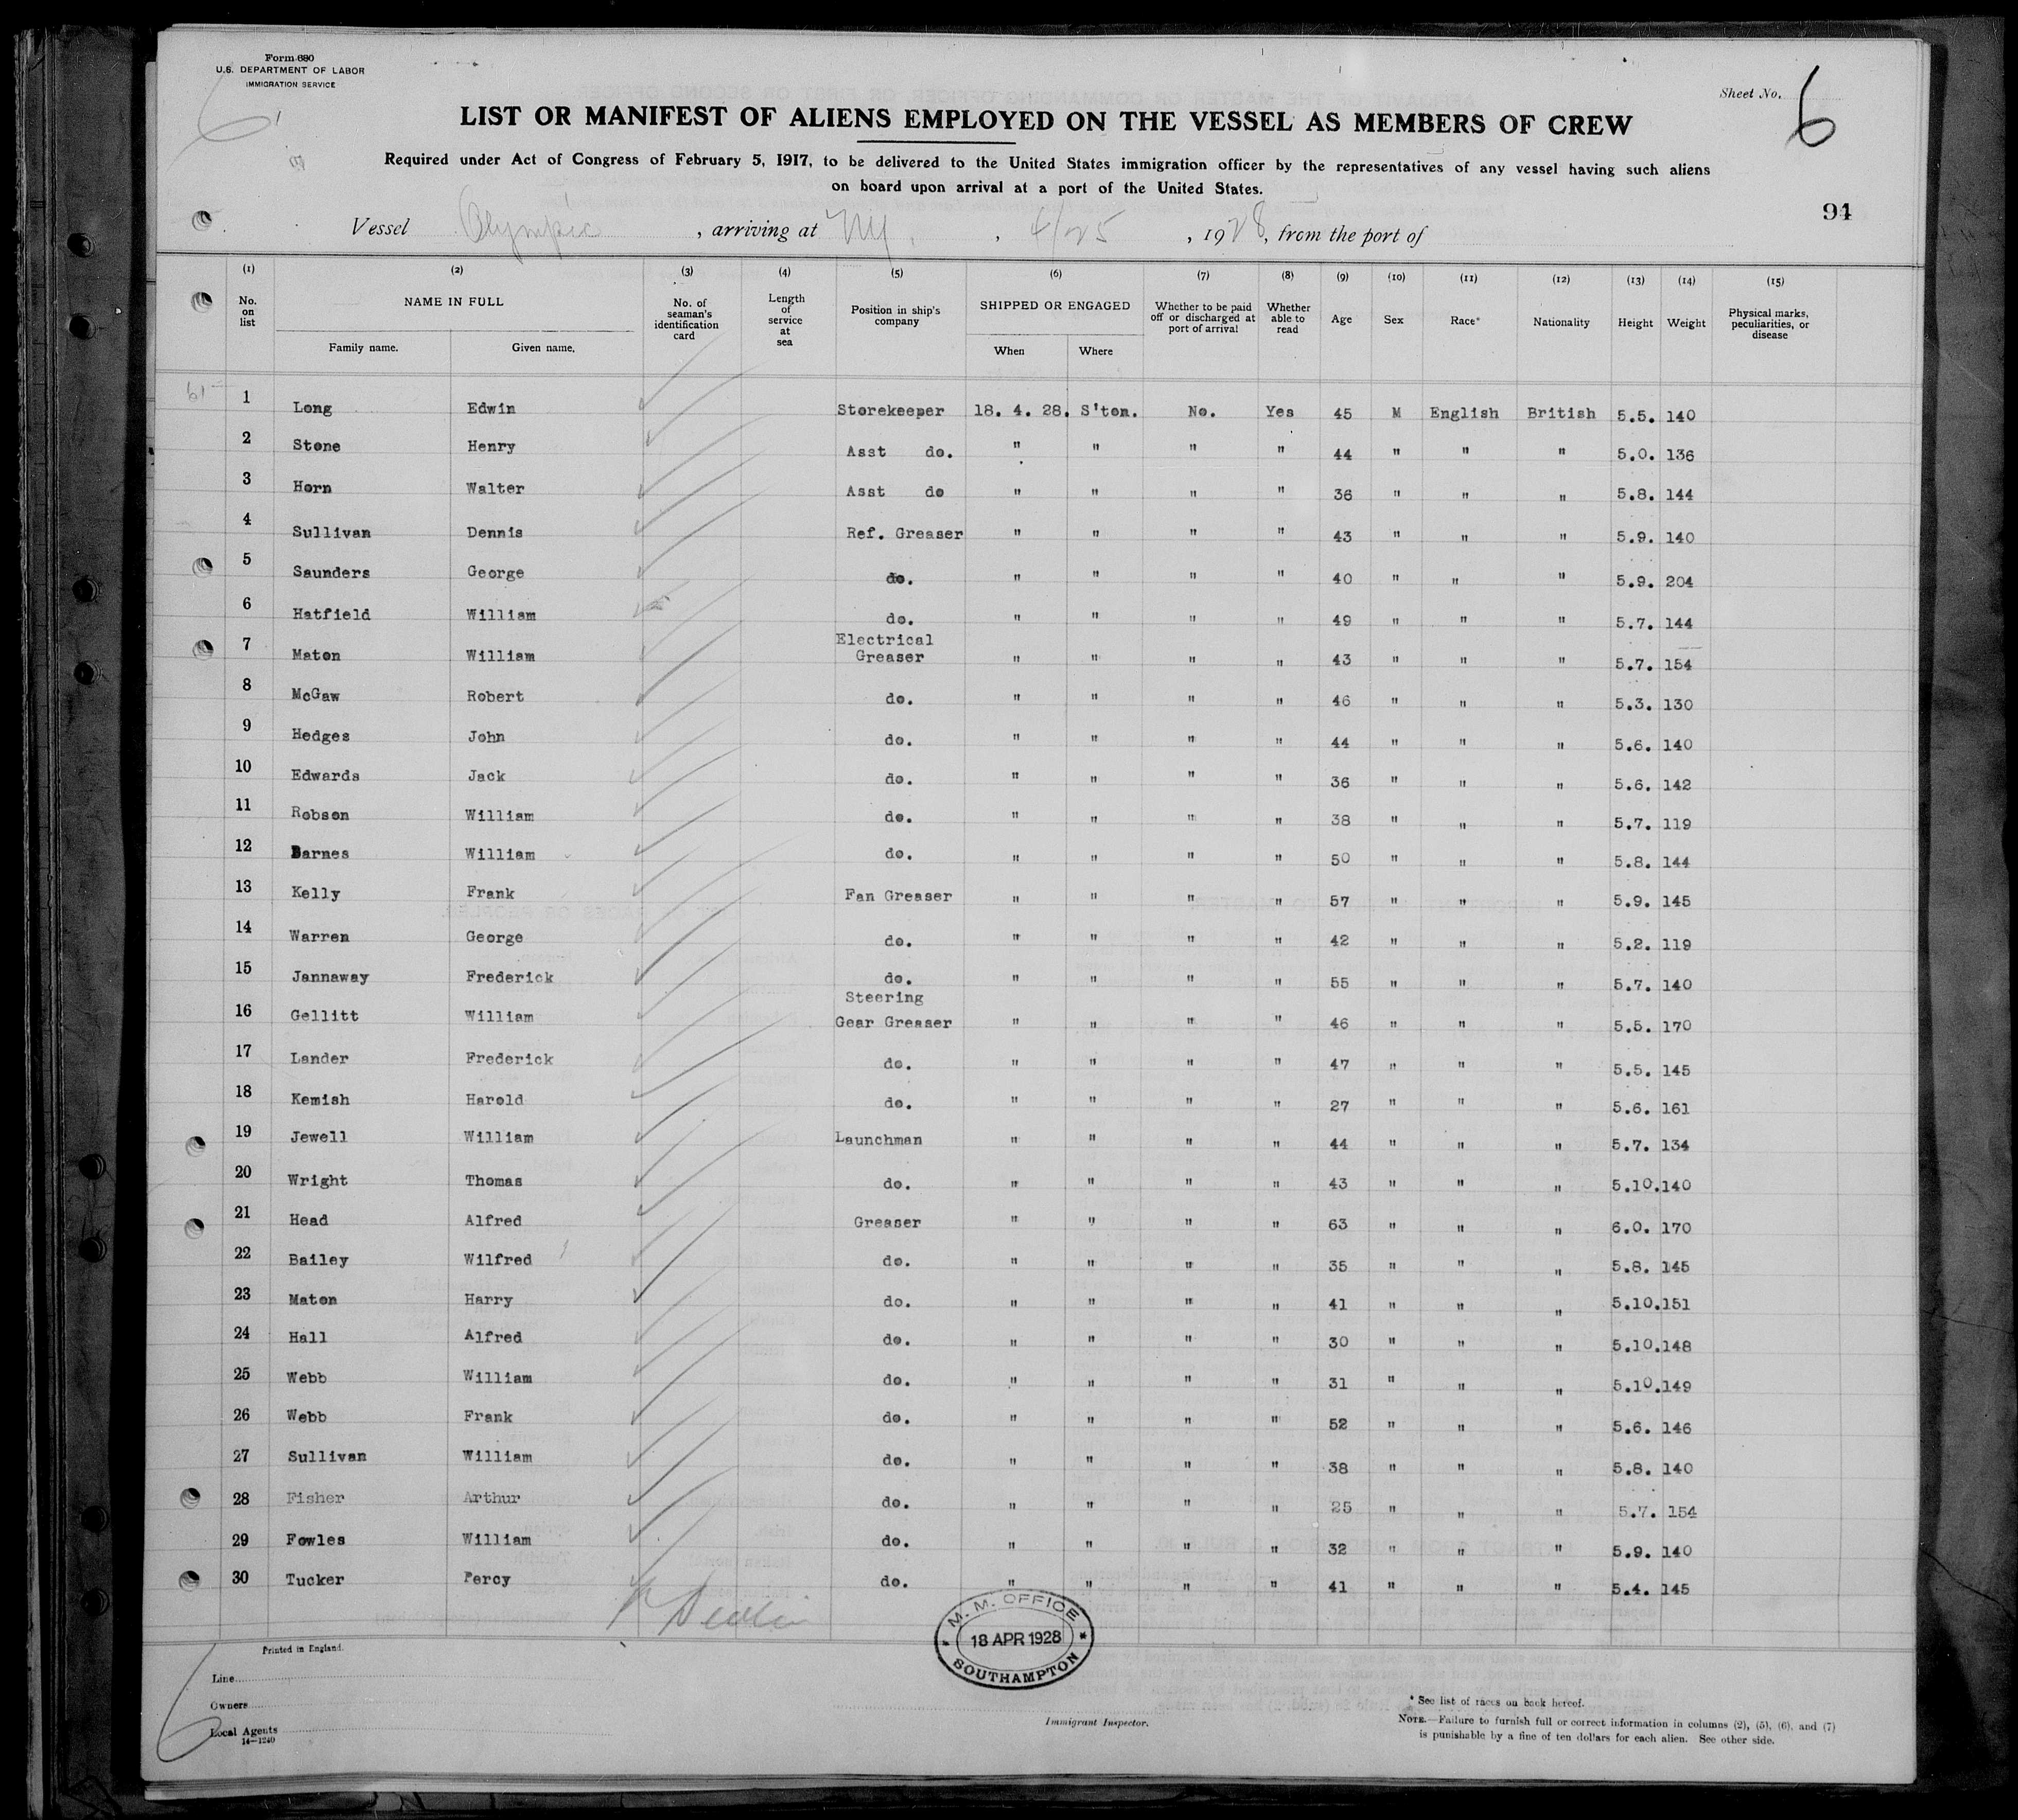 Form 680
U.S. DEPARTMENT OF LABOR
IMMIGRATION SERVICE
Sheet No. 6
LIST OR MANIFEST OF ALIENS EMPLOYED ON THE VESSEL AS MEMBERS OF CREW
Required under Act of Congress of February 5, 1917, to be delivered to the United States immigration officer by the representatives of any vessel having such aliens
on board upon arrival at a port of the United States.
94
Vessel Olympic, arriving at NY, 4/25, 1928, from the port of
(1) (2) (3) (4) (5) (6) (7) (8) (9) (10) (11) (12) (13) (14) (15)
No. on list NAME IN FULL Family name. Given name. No. of seaman's identification card Length of service at sea Position in ship's company SHIPPED OR ENGAGED When Where Whether to be paid off or discharged at port of arrival Whether able to read Age Sex Race* Nationality Height Weight Physical marks, peculiarities, or disease
1 Long Edwin Storekeeper 18. 4. 28. S'ton. No. Yes 45 M English British 5.5. 140
2 Stone Henry Asst do. " " " " 44 " " " 5.0. 136
3 Horn Walter Asst do " " " " 36 " " " 5.8. 144
4 Sullivan Dennis Ref. Greaser " " " " 43 " " " 5.9. 140
5 Saunders George do. " " " " 40 " " " 5.9. 204
6 Hatfield William do. " " " " 49 " " " 5.7. 144
7 Maton William Electrical Greaser " " " " 43 " " " 5.7. 154
8 McGaw Robert do. " " " " 46 " " " 5.3. 130
9 Hedges John do. " " " " 44 " " " 5.6. 140
10 Edwards Jack do. " " " " 36 " " " 5.6. 142
11 Robson William do. " " " " 38 " " " 5.7. 119
12 Barnes William do. " " " " 50 " " " 5.8. 144
13 Kelly Frank Fan Greaser " " " " 57 " " " 5.9. 145
14 Warren George do. " " " " 42 " " " 5.2. 119
15 Jannaway Frederick do. " " " " 55 " " " 5.7. 140
16 Gellitt William Steering Gear Greaser " " " " 46 " " " 5.5. 170
17 Lander Frederick do. " " " " 47 " " " 5.5. 145
18 Kemish Harold do. " " " " 27 " " " 5.6. 161
19 Jewell William Launchman " " " " 44 " " " 5.7. 134
20 Wright Thomas do. " " " " 43 " " " 5.10. 140
21 Head Alfred Greaser " " " " 63 " " " 6.0. 170
22 Bailey Wilfred do. " " " " 35 " " " 5.8. 145
23 Maton Harry do. " " " " 41 " " " 5.10. 151
24 Hall Alfred do. " " " " 30 " " " 5.10. 148
25 Webb William do. " " " " 31 " " " 5.10. 149
26 Webb Frank do. " " " " 52 " " " 5.6. 146
27 Sullivan William do. " " " " 38 " " " 5.8. 140
28 Fisher Arthur do. " " " " 25 " " " 5.7. 154
29 Fowles William do. " " " " 32 " " " 5.9. 140
30 Tucker Percy do. " " " " 41 " " " 5.4. 145
M. M. OFFICE
18 APR 1928
SOUTHAMPTON
Printed in England.
Line
Owners
Local Agents
14—1240
Immigrant Inspector.
* See list of races on back hereof.
NOTE.—Failure to furnish full or correct information in columns (2), (5), (6), and (7)
is punishable by a fine of ten dollars for each alien. See other side.